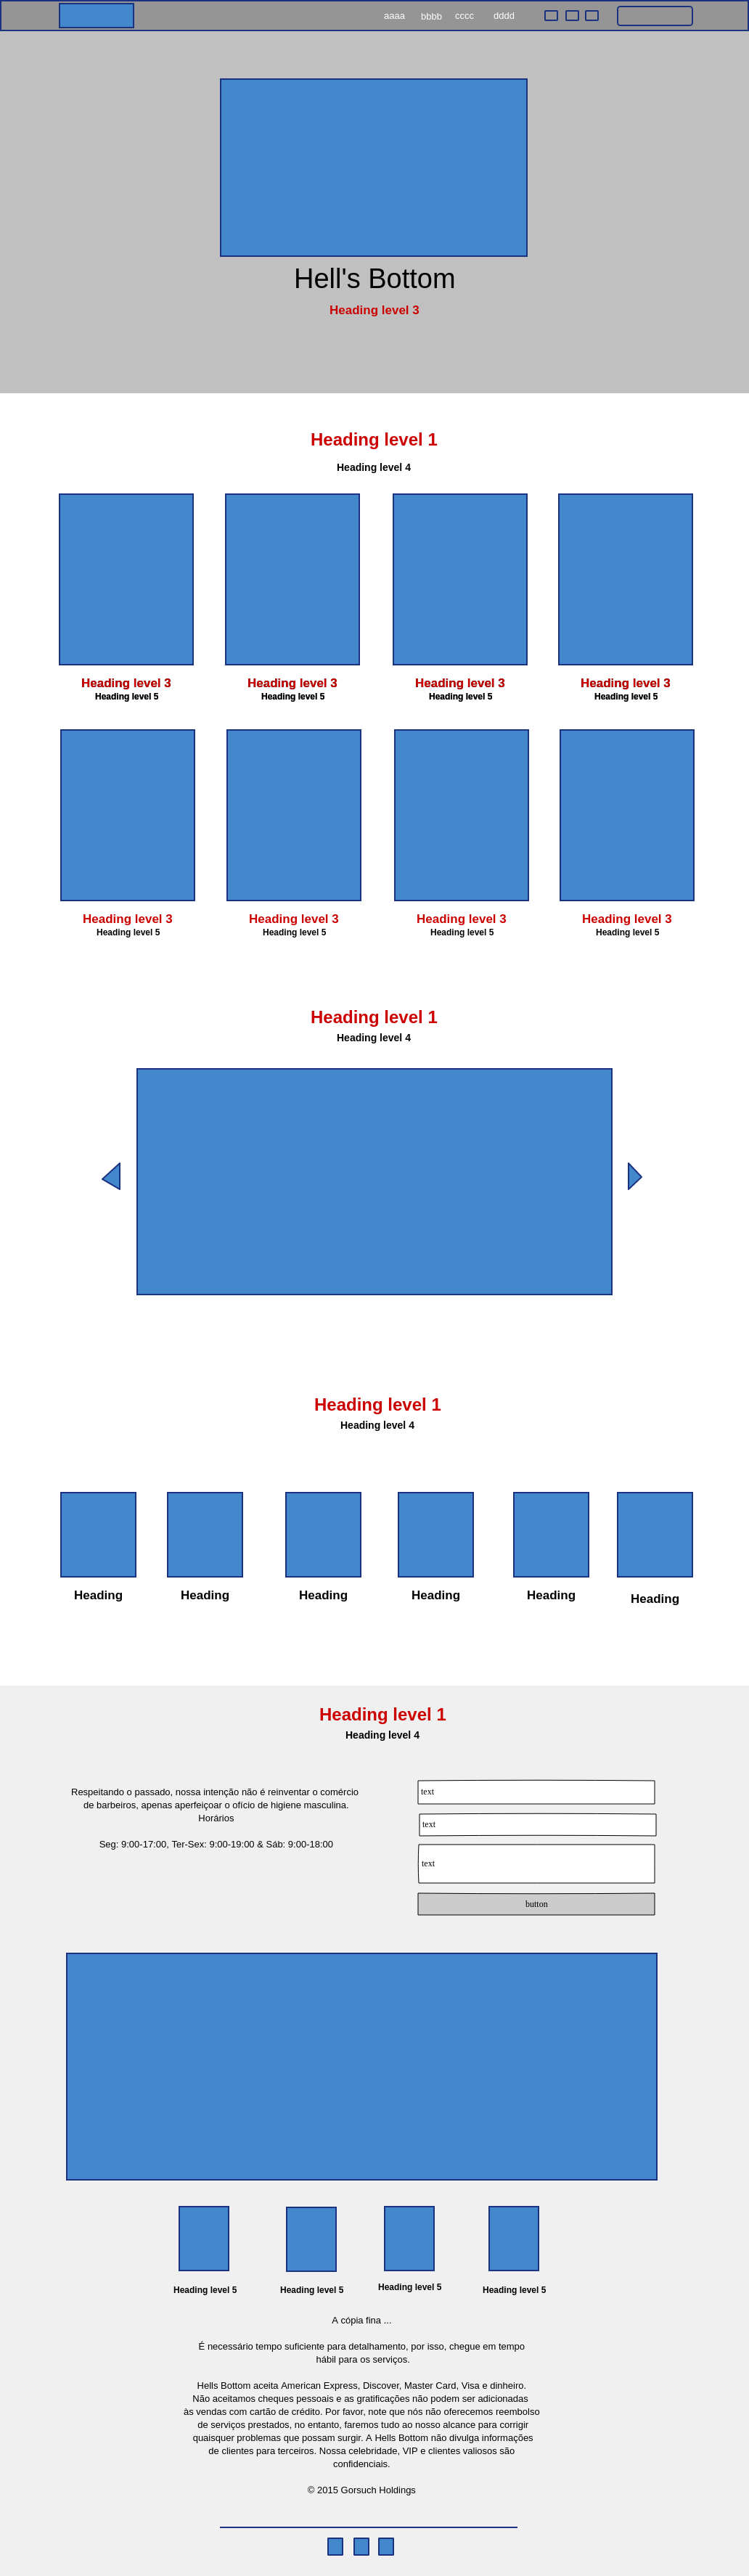 aaaa bbbb cccc dddd
Hell's Bottom
Heading level 3
Heading level 1
Heading level 4
Heading level 3 Heading level 3 Heading level 3 Heading level 3
Heading level 5 Heading level 5 Heading level 5 Heading level 5
Heading level 3 Heading level 3 Heading level 3 Heading level 3
Heading level 5 Heading level 5 Heading level 5 Heading level 5
Heading level 1
Heading level 4
Heading level 1
Heading level 4
Heading Heading Heading Heading Heading Heading
Heading level 1
Heading level 4
Respeitando o passado, nossa intenção não é reinventar o comércio
de barbeiros, apenas aperfeiçoar o ofício de higiene masculina.
Horários
Seg: 9:00-17:00, Ter-Sex: 9:00-19:00 & Sáb: 9:00-18:00
text
text
text
button
Heading level 5 Heading level 5 Heading level 5 Heading level 5
A cópia fina ...
É necessário tempo suficiente para detalhamento, por isso, chegue em tempo
hábil para os serviços.
Hells Bottom aceita American Express, Discover, Master Card, Visa e dinheiro.
Não aceitamos cheques pessoais e as gratificações não podem ser adicionadas
às vendas com cartão de crédito. Por favor, note que nós não oferecemos reembolso
de serviços prestados, no entanto, faremos tudo ao nosso alcance para corrigir
quaisquer problemas que possam surgir. A Hells Bottom não divulga informações
de clientes para terceiros. Nossa celebridade, VIP e clientes valiosos são
confidenciais.
© 2015 Gorsuch Holdings